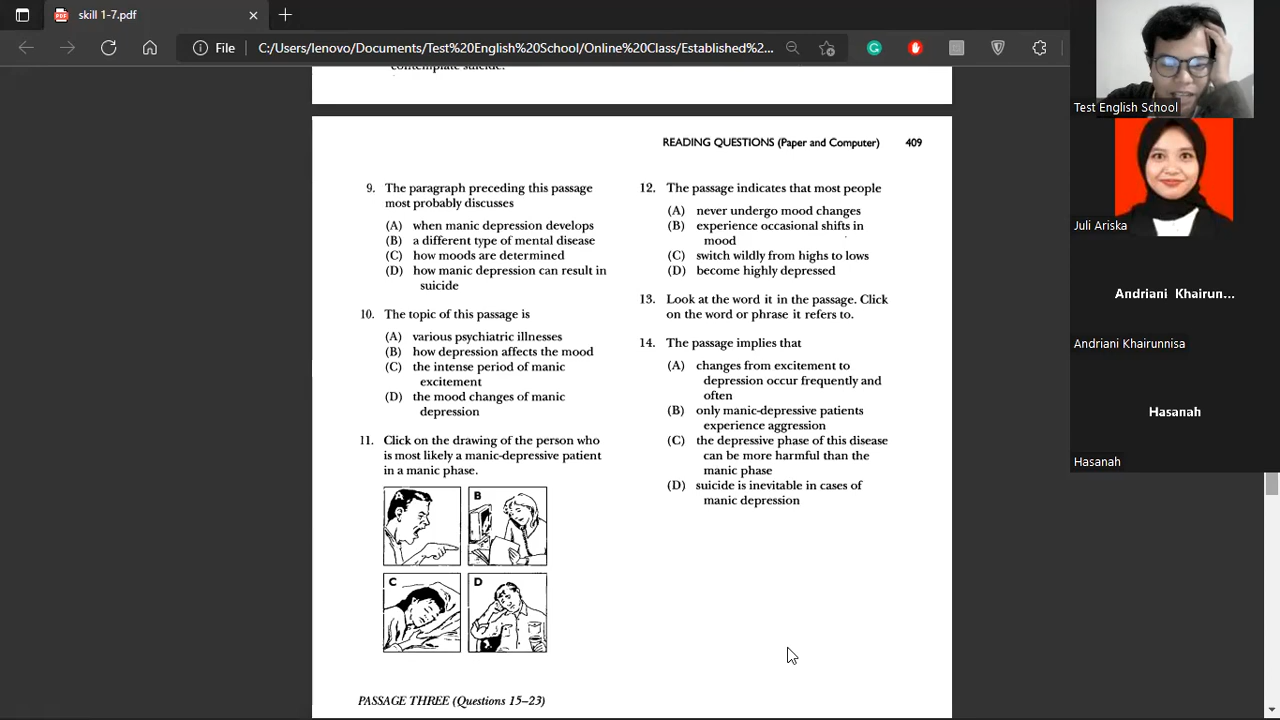 skill 1-7.pdf
File
C:/Users/lenovo/Documents/Test%20English%20School/Online%20Class/Established%2...
contemplate suicide.
READING QUESTIONS (Paper and Computer) 409
9. The paragraph preceding this passage
most probably discusses
(A) when manic depression develops
(B) a different type of mental disease
(C) how moods are determined
(D) how manic depression can result in
suicide
10. The topic of this passage is
(A) various psychiatric illnesses
(B) how depression affects the mood
(C) the intense period of manic
excitement
(D) the mood changes of manic
depression
11. Click on the drawing of the person who
is most likely a manic-depressive patient
in a manic phase.
A
B
C
D
12. The passage indicates that most people
(A) never undergo mood changes
(B) experience occasional shifts in
mood
(C) switch wildly from highs to lows
(D) become highly depressed
13. Look at the word it in the passage. Click
on the word or phrase it refers to.
14. The passage implies that
(A) changes from excitement to
depression occur frequently and
often
(B) only manic-depressive patients
experience aggression
(C) the depressive phase of this disease
can be more harmful than the
manic phase
(D) suicide is inevitable in cases of
manic depression
PASSAGE THREE (Questions 15–23)
Test English School
Juli Ariska
Andriani Khairun...
Andriani Khairunnisa
Hasanah
Hasanah